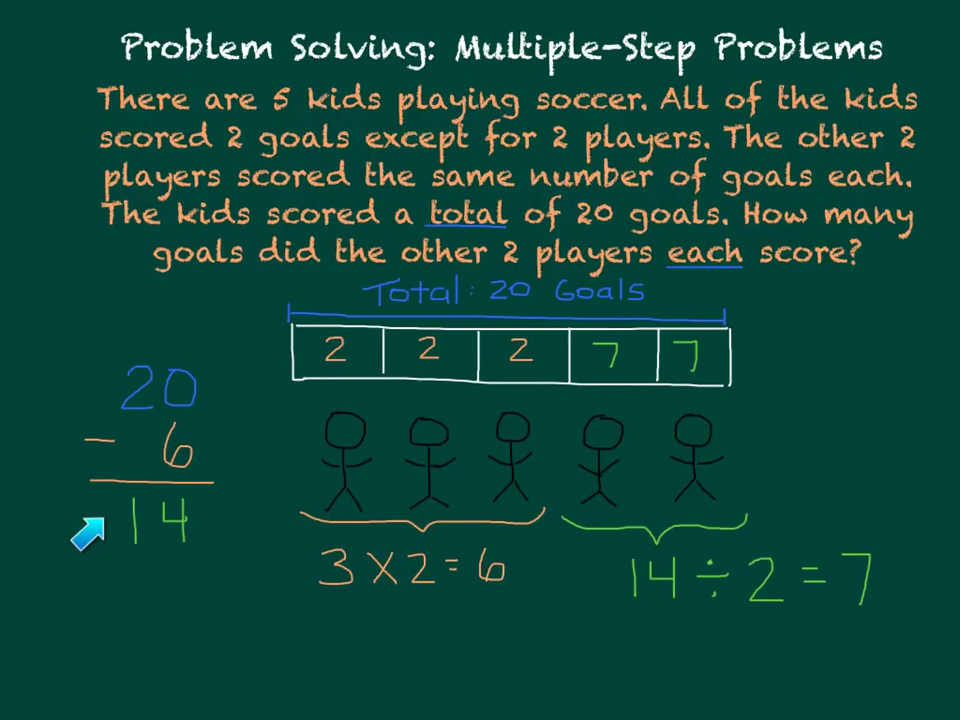 Problem Solving: Multiple-Step Problems
There are 5 kids playing soccer. All of the kids
scored 2 goals except for 2 players. The other 2
players scored the same number of goals each.
The kids scored a total of 20 goals. How many
goals did the other 2 players each score?
Total: 20 Goals
2 2 2 7 7
20
- 6
14
3 X 2 = 6
14 ÷ 2 = 7